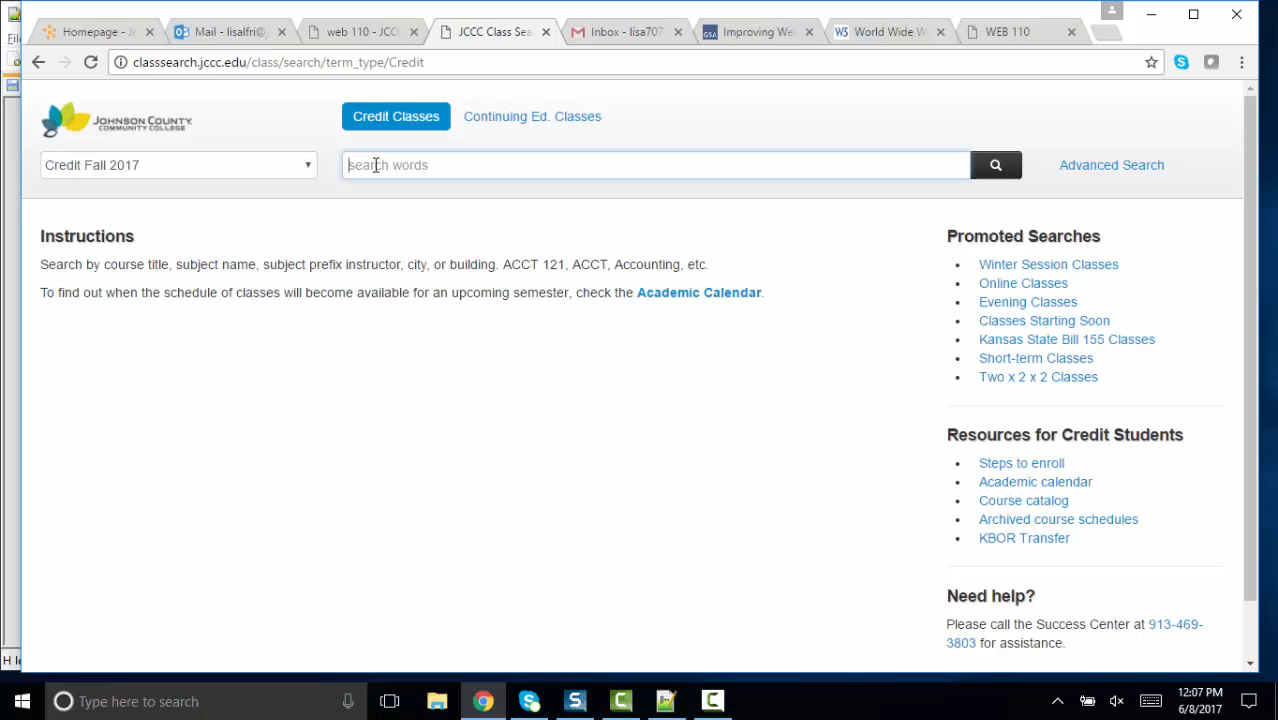 Homepage - Jo
Mail - lisalfri@j
web 110 - JCCC
JCCC Class Sea
Inbox - lisa707
Improving Web
World Wide W
WEB 110
classsearch.jccc.edu/class/search/term_type/Credit
JOHNSON COUNTY
COMMUNITY COLLEGE
Credit Classes
Continuing Ed. Classes
Credit Fall 2017
search words
Advanced Search
Instructions
Search by course title, subject name, subject prefix instructor, city, or building. ACCT 121, ACCT, Accounting, etc.
To find out when the schedule of classes will become available for an upcoming semester, check the Academic Calendar.
Promoted Searches
Winter Session Classes
Online Classes
Evening Classes
Classes Starting Soon
Kansas State Bill 155 Classes
Short-term Classes
Two x 2 x 2 Classes
Resources for Credit Students
Steps to enroll
Academic calendar
Course catalog
Archived course schedules
KBOR Transfer
Need help?
Please call the Success Center at 913-469-
3803 for assistance.
Type here to search
12:07 PM
6/8/2017